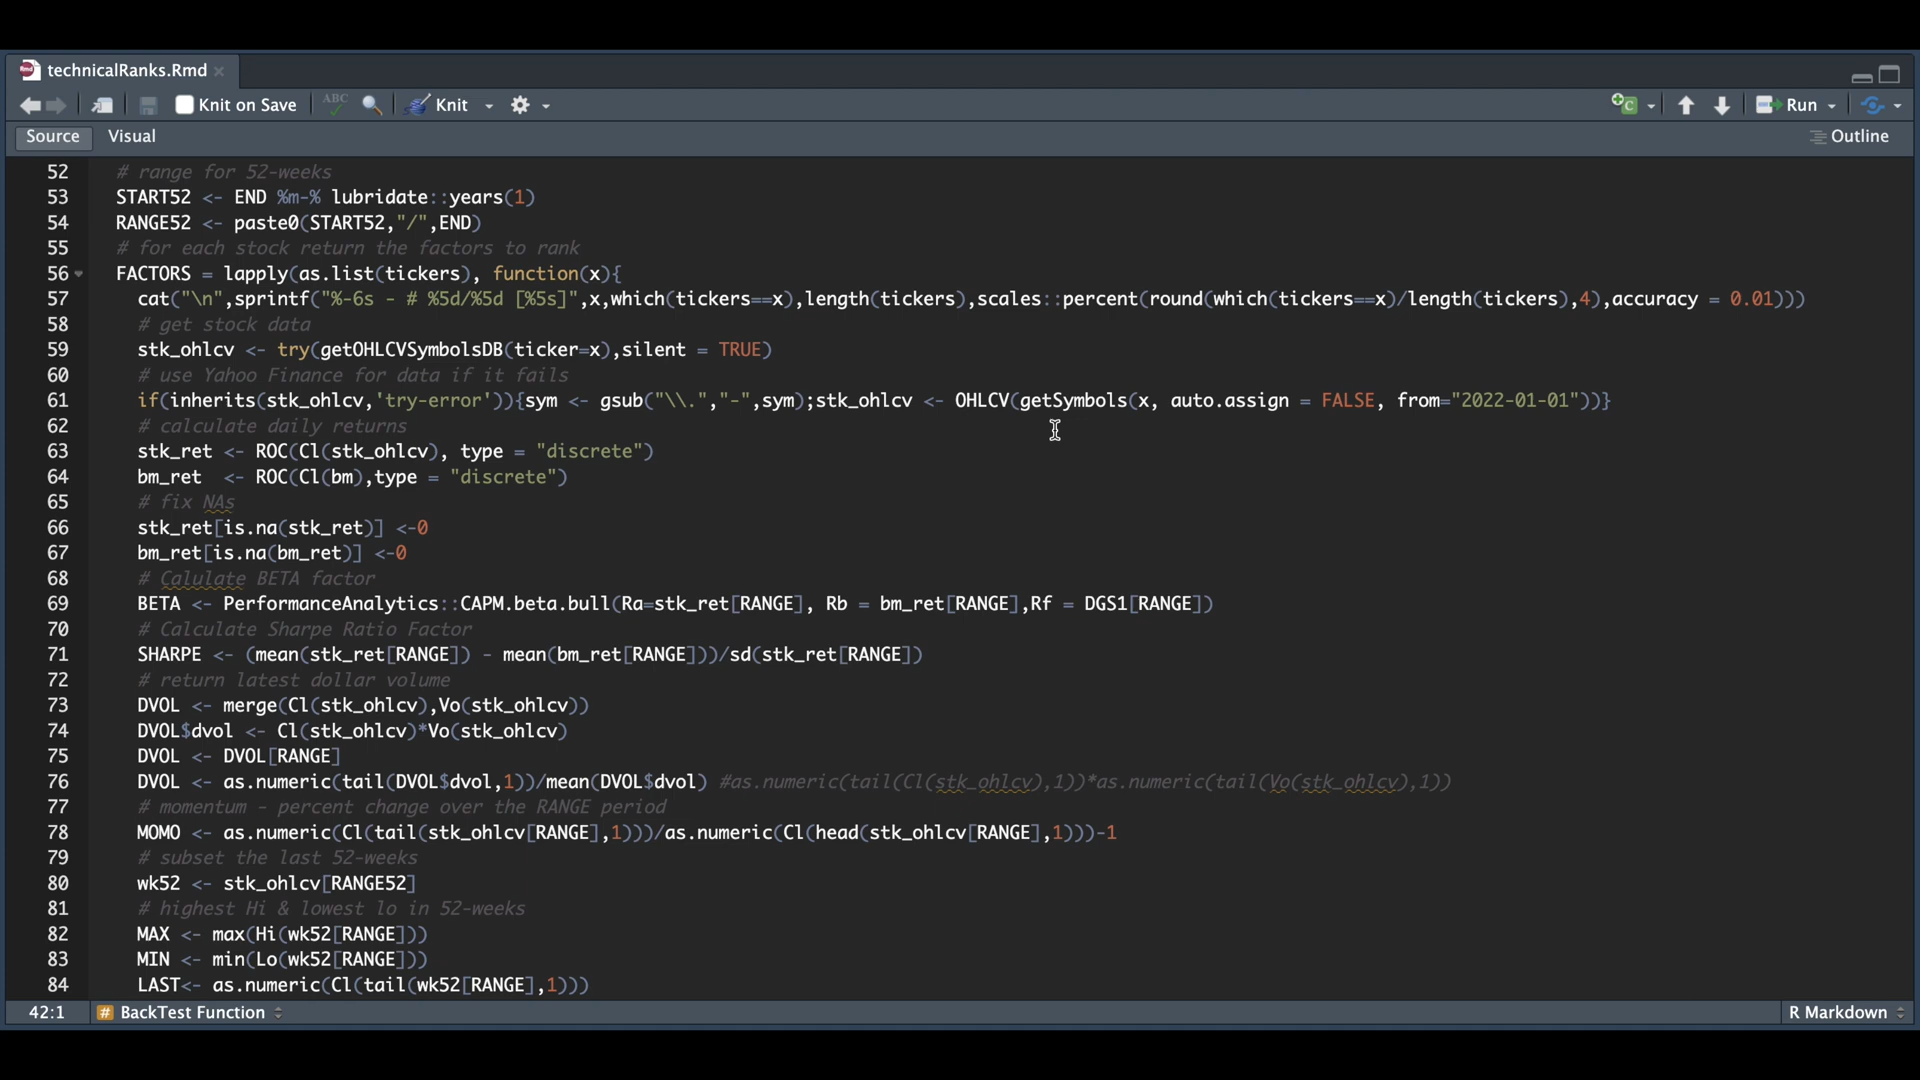 technicalRanks.Rmd
Knit on Save ABC Knit Run
Source Visual Outline
52 # range for 52-weeks
53 START52 <- END %m-% lubridate::years(1)
54 RANGE52 <- paste0(START52,"/",END)
55 # for each stock return the factors to rank
56 FACTORS = lapply(as.list(tickers), function(x){
57 cat("\n",sprintf("%-6s - # %5d/%5d [%5s]",x,which(tickers==x),length(tickers),scales::percent(round(which(tickers==x)/length(tickers),4),accuracy = 0.01)))
58 # get stock data
59 stk_ohlcv <- try(getOHLCVSymbolsDB(ticker=x),silent = TRUE)
60 # use Yahoo Finance for data if it fails
61 if(inherits(stk_ohlcv,'try-error')){sym <- gsub("\\.","-",sym);stk_ohlcv <- OHLCV(getSymbols(x, auto.assign = FALSE, from="2022-01-01"))}
62 # calculate daily returns
63 stk_ret <- ROC(Cl(stk_ohlcv), type = "discrete")
64 bm_ret  <- ROC(Cl(bm),type = "discrete")
65 # fix NAs
66 stk_ret[is.na(stk_ret)] <-0
67 bm_ret[is.na(bm_ret)] <-0
68 # Calulate BETA factor
69 BETA <- PerformanceAnalytics::CAPM.beta.bull(Ra=stk_ret[RANGE], Rb = bm_ret[RANGE],Rf = DGS1[RANGE])
70 # Calculate Sharpe Ratio Factor
71 SHARPE <- (mean(stk_ret[RANGE]) - mean(bm_ret[RANGE]))/sd(stk_ret[RANGE])
72 # return latest dollar volume
73 DVOL <- merge(Cl(stk_ohlcv),Vo(stk_ohlcv))
74 DVOL$dvol <- Cl(stk_ohlcv)*Vo(stk_ohlcv)
75 DVOL <- DVOL[RANGE]
76 DVOL <- as.numeric(tail(DVOL$dvol,1))/mean(DVOL$dvol) #as.numeric(tail(Cl(stk_ohlcv),1))*as.numeric(tail(Vo(stk_ohlcv),1))
77 # momentum - percent change over the RANGE period
78 MOMO <- as.numeric(Cl(tail(stk_ohlcv[RANGE],1)))/as.numeric(Cl(head(stk_ohlcv[RANGE],1)))-1
79 # subset the last 52-weeks
80 wk52 <- stk_ohlcv[RANGE52]
81 # highest Hi & lowest lo in 52-weeks
82 MAX <- max(Hi(wk52[RANGE]))
83 MIN <- min(Lo(wk52[RANGE]))
84 LAST<- as.numeric(Cl(tail(wk52[RANGE],1)))
42:1 # BackTest Function R Markdown